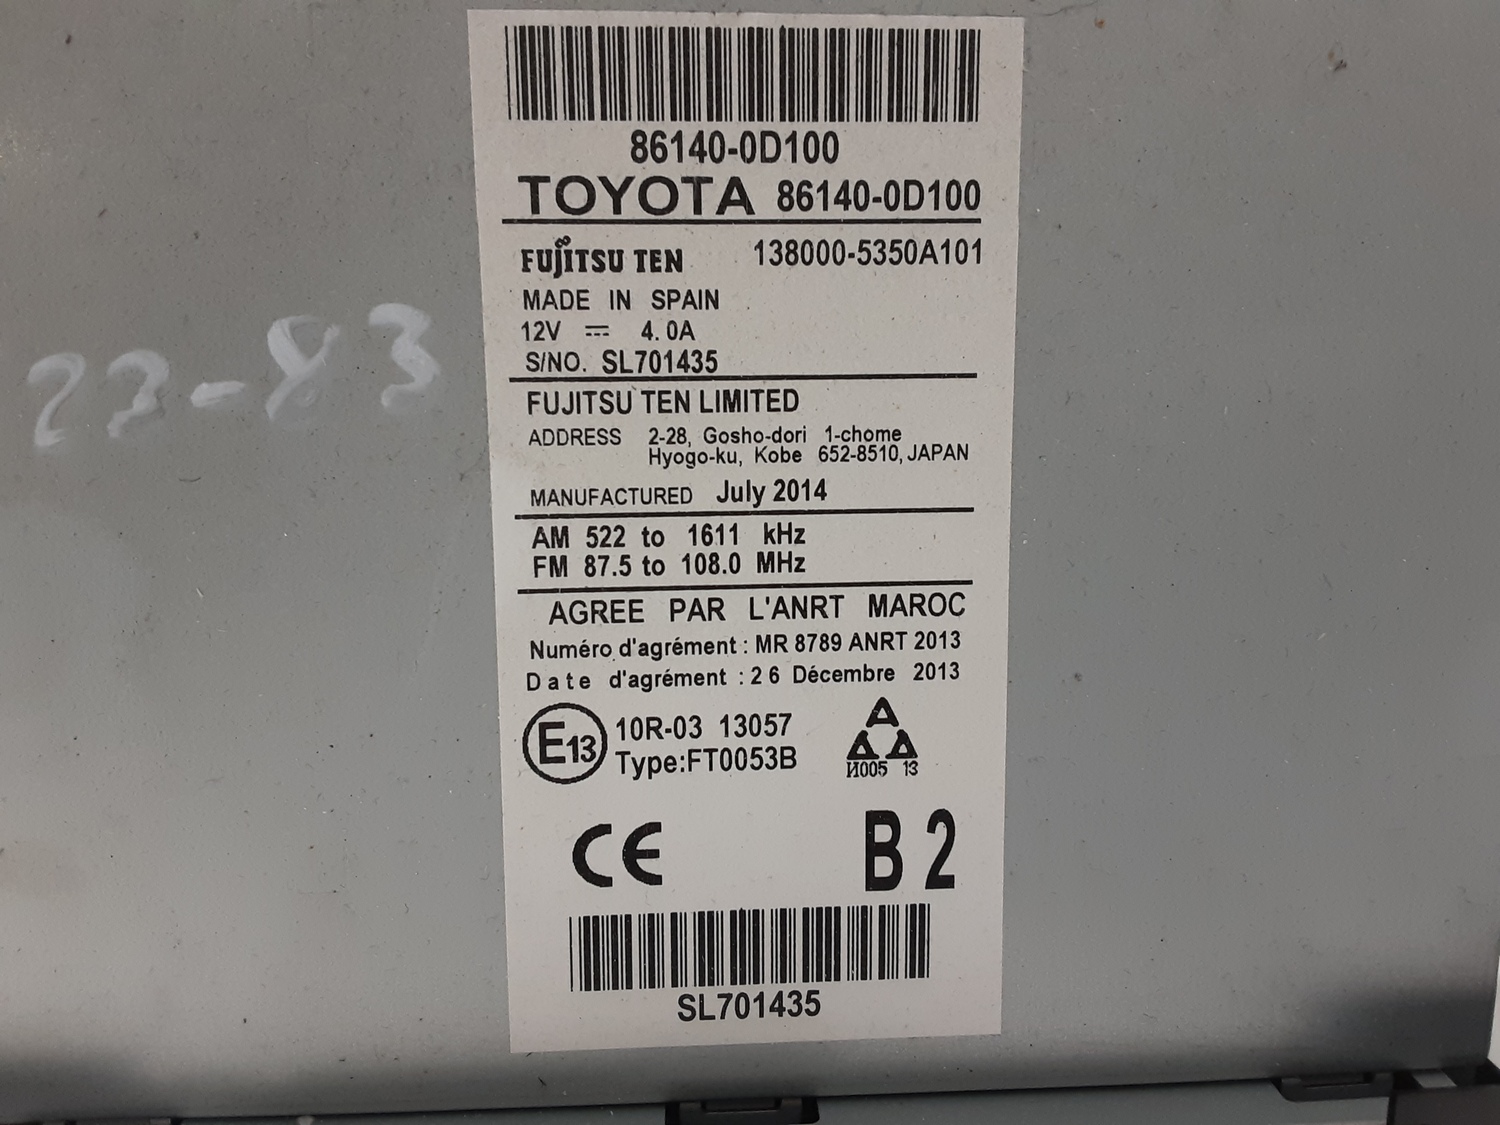 86140-0D100
TOYOTA 86140-0D100
FUJITSU TEN 138000-5350A101
MADE IN SPAIN
12V ⎓ 4.0A
S/NO. SL701435
FUJITSU TEN LIMITED
ADDRESS 2-28, Gosho-dori 1-chome
Hyogo-ku, Kobe 652-8510, JAPAN
MANUFACTURED July 2014
AM 522 to 1611 kHz
FM 87.5 to 108.0 MHz
AGREE PAR L'ANRT MAROC
Numéro d'agrément : MR 8789 ANRT 2013
Date d'agrément : 26 Décembre 2013
E13 10R-03 13057
Type:FT0053B
И005 13
CE B2
SL701435
23-83